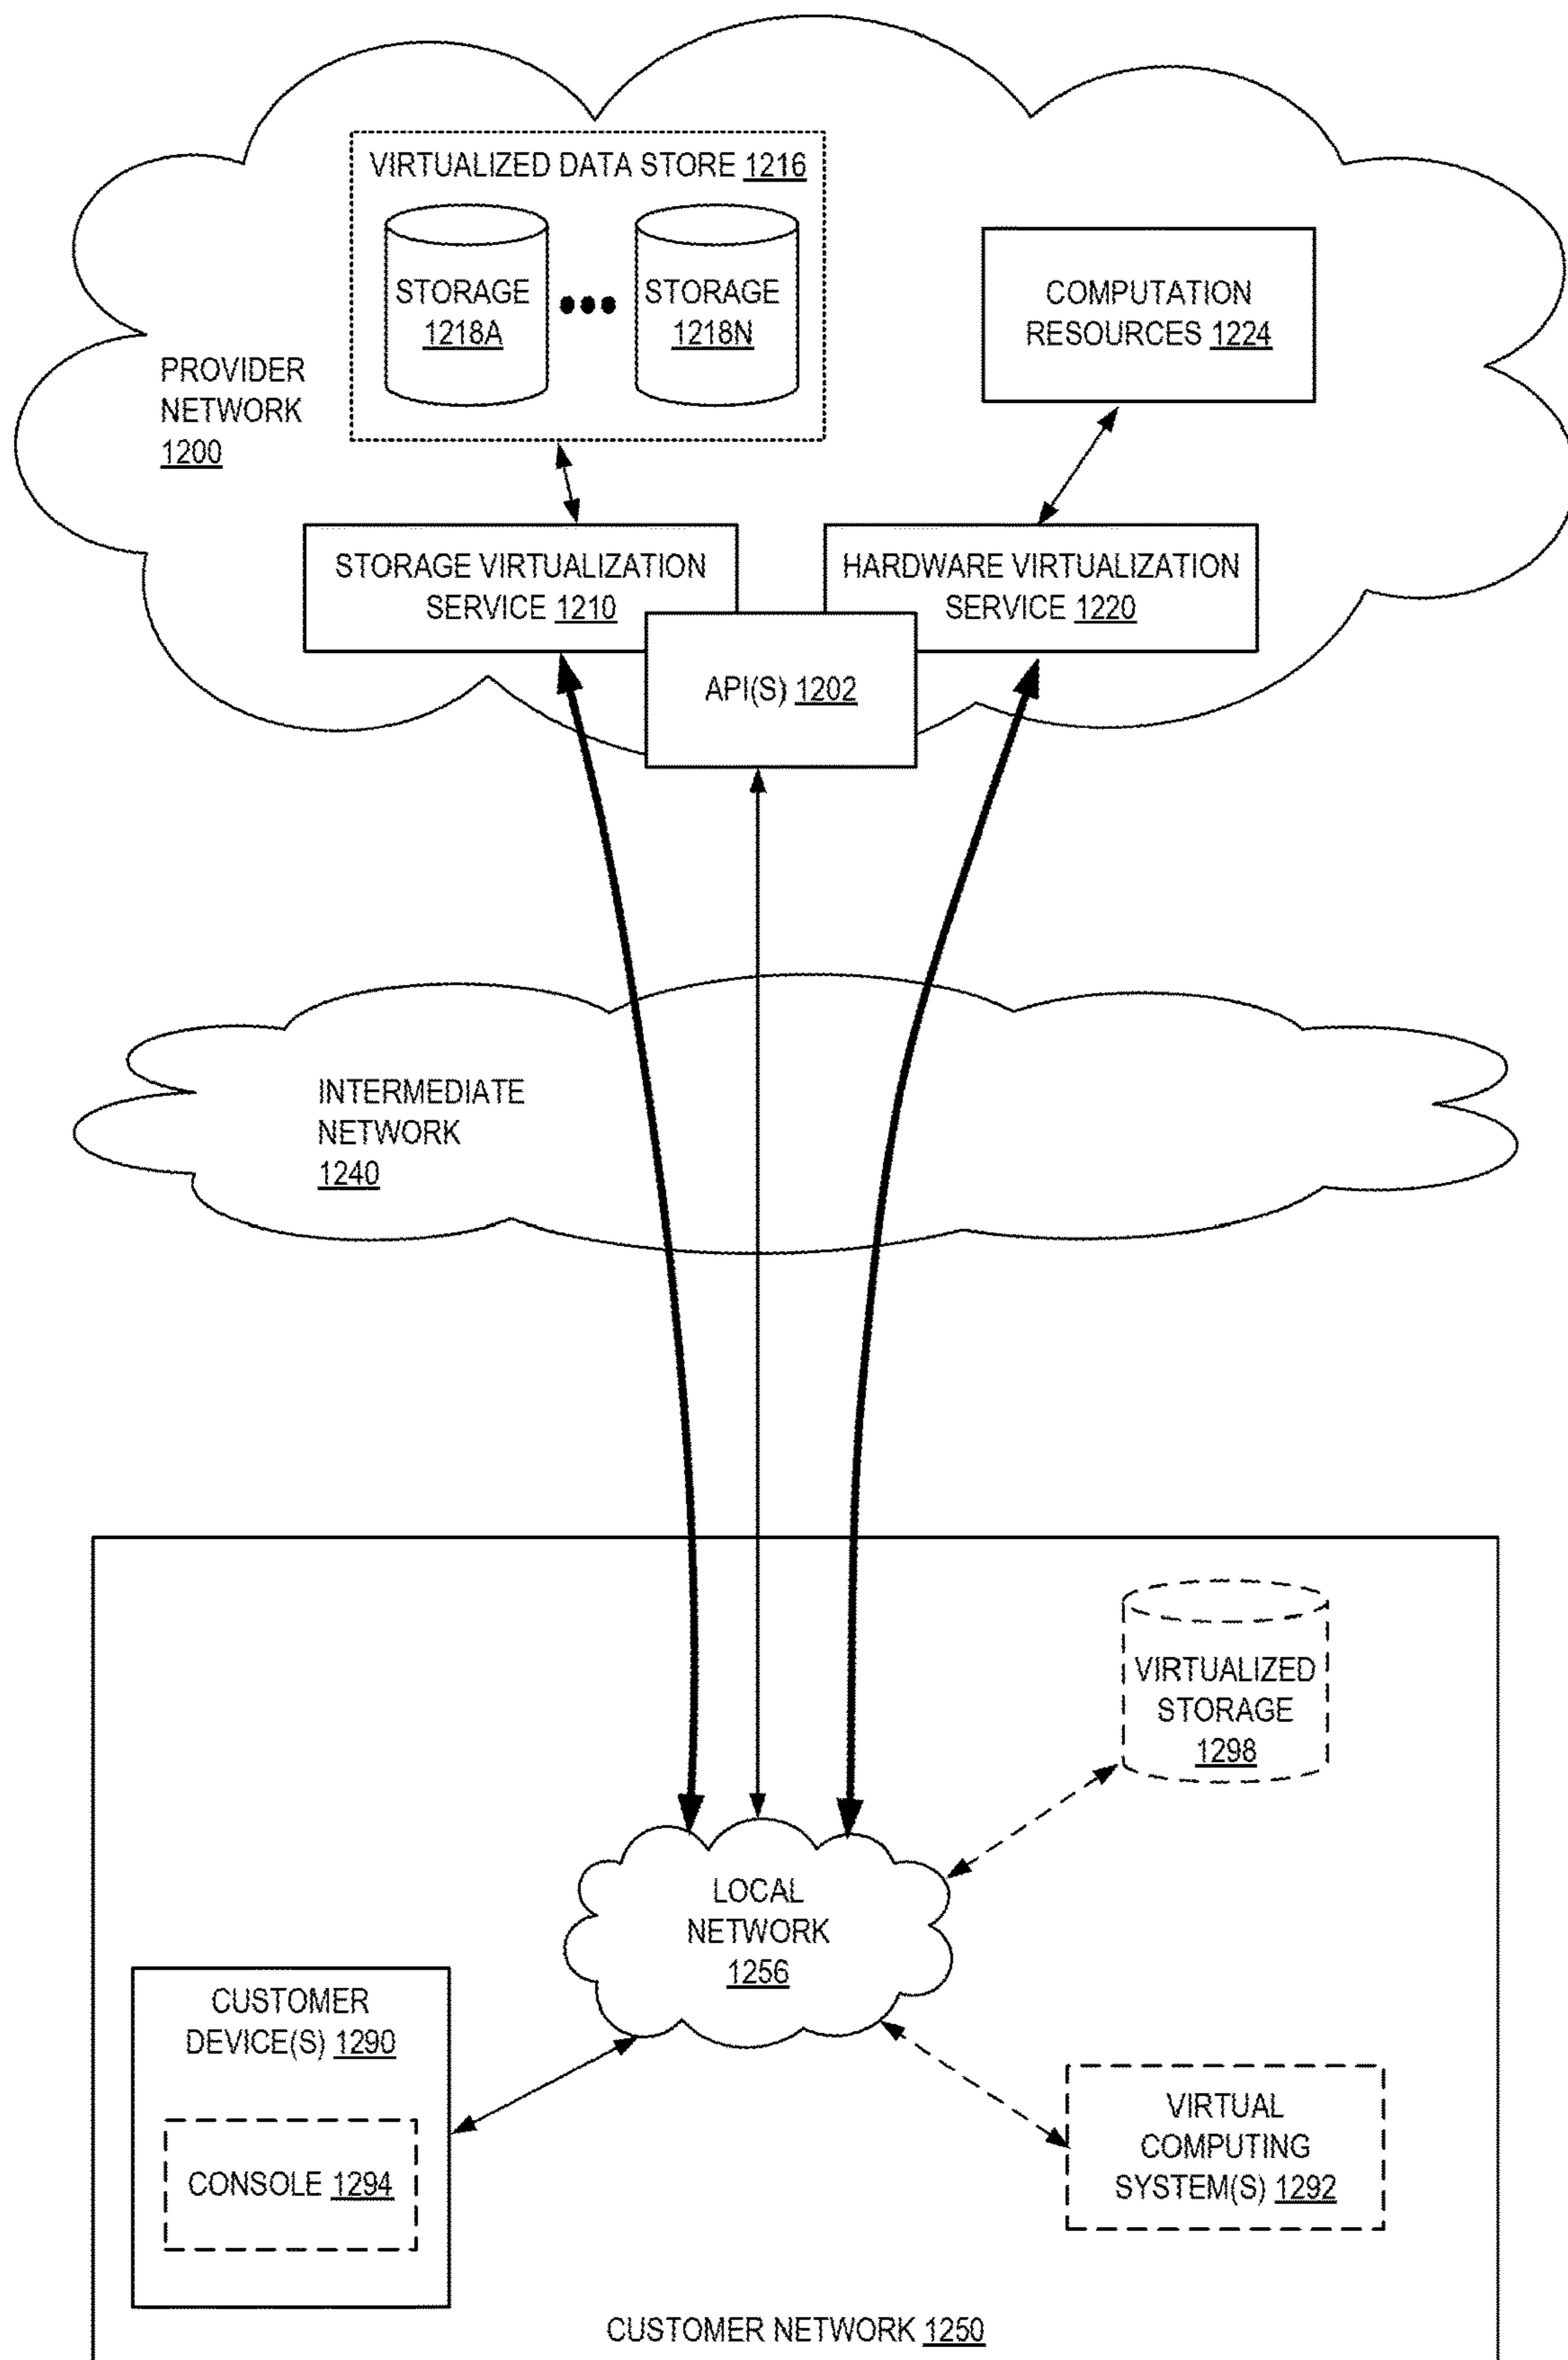 VIRTUALIZED DATA STORE 1216
STORAGE
1218A
STORAGE
1218N
COMPUTATION
RESOURCES 1224
PROVIDER
NETWORK
1200
STORAGE VIRTUALIZATION
SERVICE 1210
HARDWARE VIRTUALIZATION
SERVICE 1220
API(S) 1202
INTERMEDIATE
NETWORK
1240
VIRTUALIZED
STORAGE
1298
LOCAL
NETWORK
1256
CUSTOMER
DEVICE(S) 1290
CONSOLE 1294
VIRTUAL
COMPUTING
SYSTEM(S) 1292
CUSTOMER NETWORK 1250